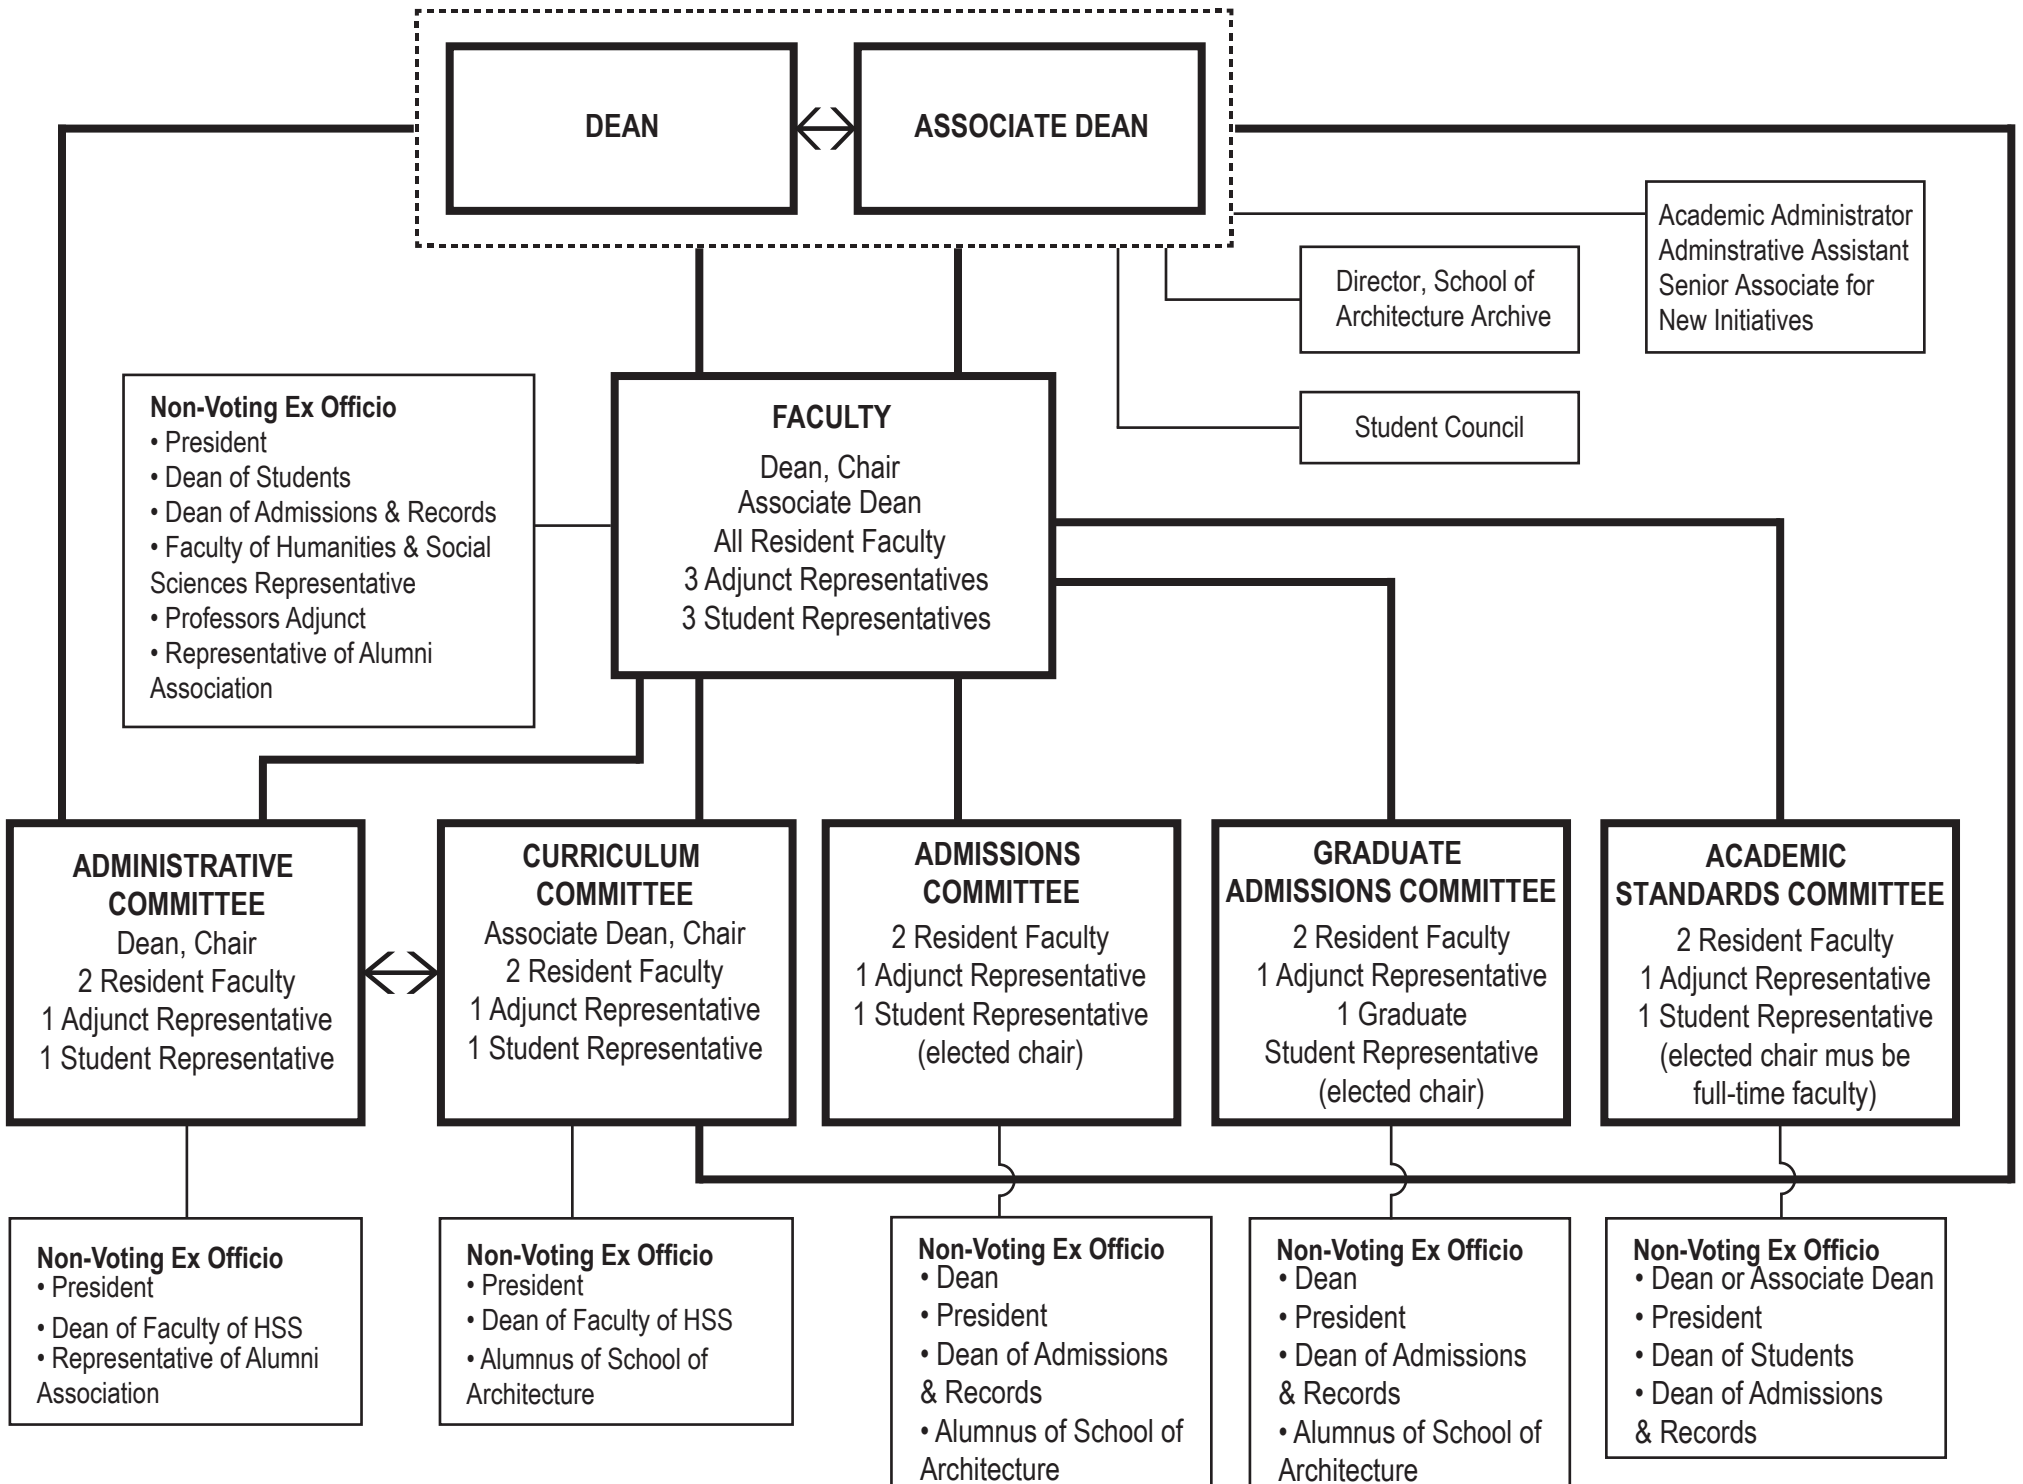 DEAN
ASSOCIATE DEAN
Academic Administrator
Adminstrative Assistant
Senior Associate for
New Initiatives
Director, School of
Architecture Archive
Student Council
Non-Voting Ex Officio
• President
• Dean of Students
• Dean of Admissions & Records
• Faculty of Humanities & Social
Sciences Representative
• Professors Adjunct
• Representative of Alumni
Association
FACULTY
Dean, Chair
Associate Dean
All Resident Faculty
3 Adjunct Representatives
3 Student Representatives
ADMINISTRATIVE
COMMITTEE
Dean, Chair
2 Resident Faculty
1 Adjunct Representative
1 Student Representative
CURRICULUM
COMMITTEE
Associate Dean, Chair
2 Resident Faculty
1 Adjunct Representative
1 Student Representative
ADMISSIONS
COMMITTEE
2 Resident Faculty
1 Adjunct Representative
1 Student Representative
(elected chair)
GRADUATE
ADMISSIONS COMMITTEE
2 Resident Faculty
1 Adjunct Representative
1 Graduate
Student Representative
(elected chair)
ACADEMIC
STANDARDS COMMITTEE
2 Resident Faculty
1 Adjunct Representative
1 Student Representative
(elected chair mus be
full-time faculty)
Non-Voting Ex Officio
• President
• Dean of Faculty of HSS
• Representative of Alumni
Association
Non-Voting Ex Officio
• President
• Dean of Faculty of HSS
• Alumnus of School of
Architecture
Non-Voting Ex Officio
• Dean
• President
• Dean of Admissions
& Records
• Alumnus of School of
Architecture
Non-Voting Ex Officio
• Dean
• President
• Dean of Admissions
& Records
• Alumnus of School of
Architecture
Non-Voting Ex Officio
• Dean or Associate Dean
• President
• Dean of Students
• Dean of Admissions
& Records